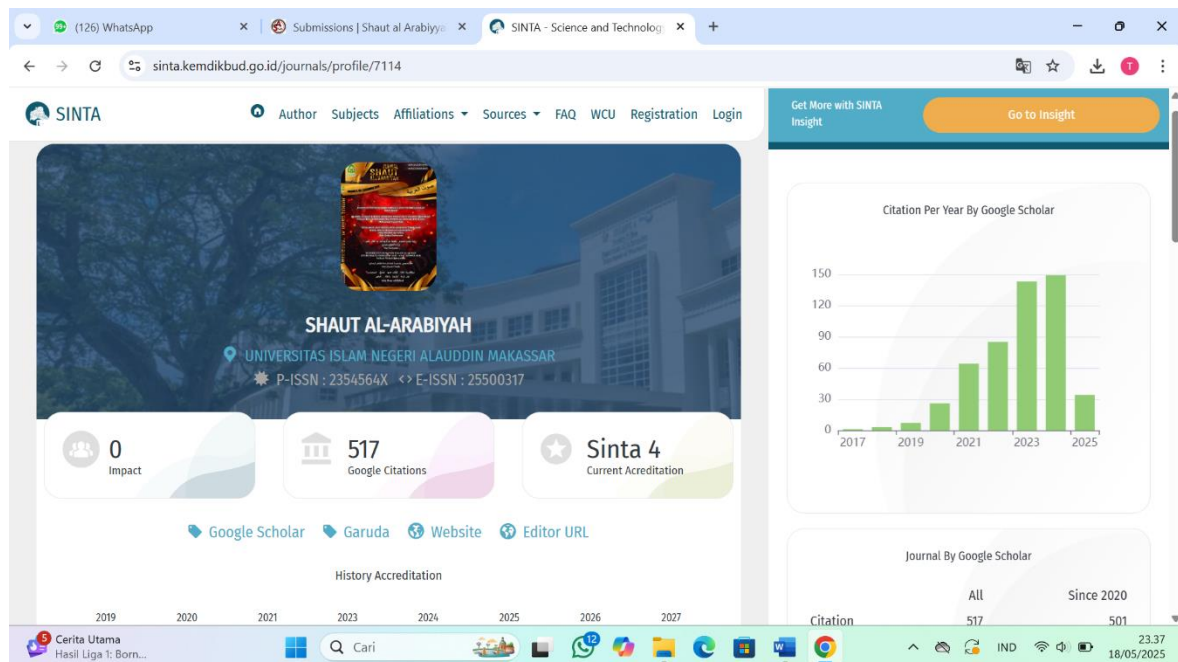 (126) WhatsApp
Submissions | Shaut al Arabiyya
SINTA - Science and Technolog
sinta.kemdikbud.go.id/journals/profile/7114
T
SINTA
Author Subjects Affiliations Sources FAQ WCU Registration Login
Get More with SINTA
Insight
Go to Insight
SHAUT
SHAUT AL-ARABIYAH
UNIVERSITAS ISLAM NEGERI ALAUDDIN MAKASSAR
P-ISSN : 2354564X <> E-ISSN : 25500317
0
Impact
517
Google Citations
Sinta 4
Current Acreditation
Google Scholar Garuda Website Editor URL
History Accreditation
2019 2020 2021 2023 2024 2025 2026 2027
Citation Per Year By Google Scholar
150
120
90
60
30
0
2017 2019 2021 2023 2025
Journal By Google Scholar
All Since 2020
Citation 517 501
5
Cerita Utama
Hasil Liga 1: Born...
Cari
12
IND
23.37
18/05/2025